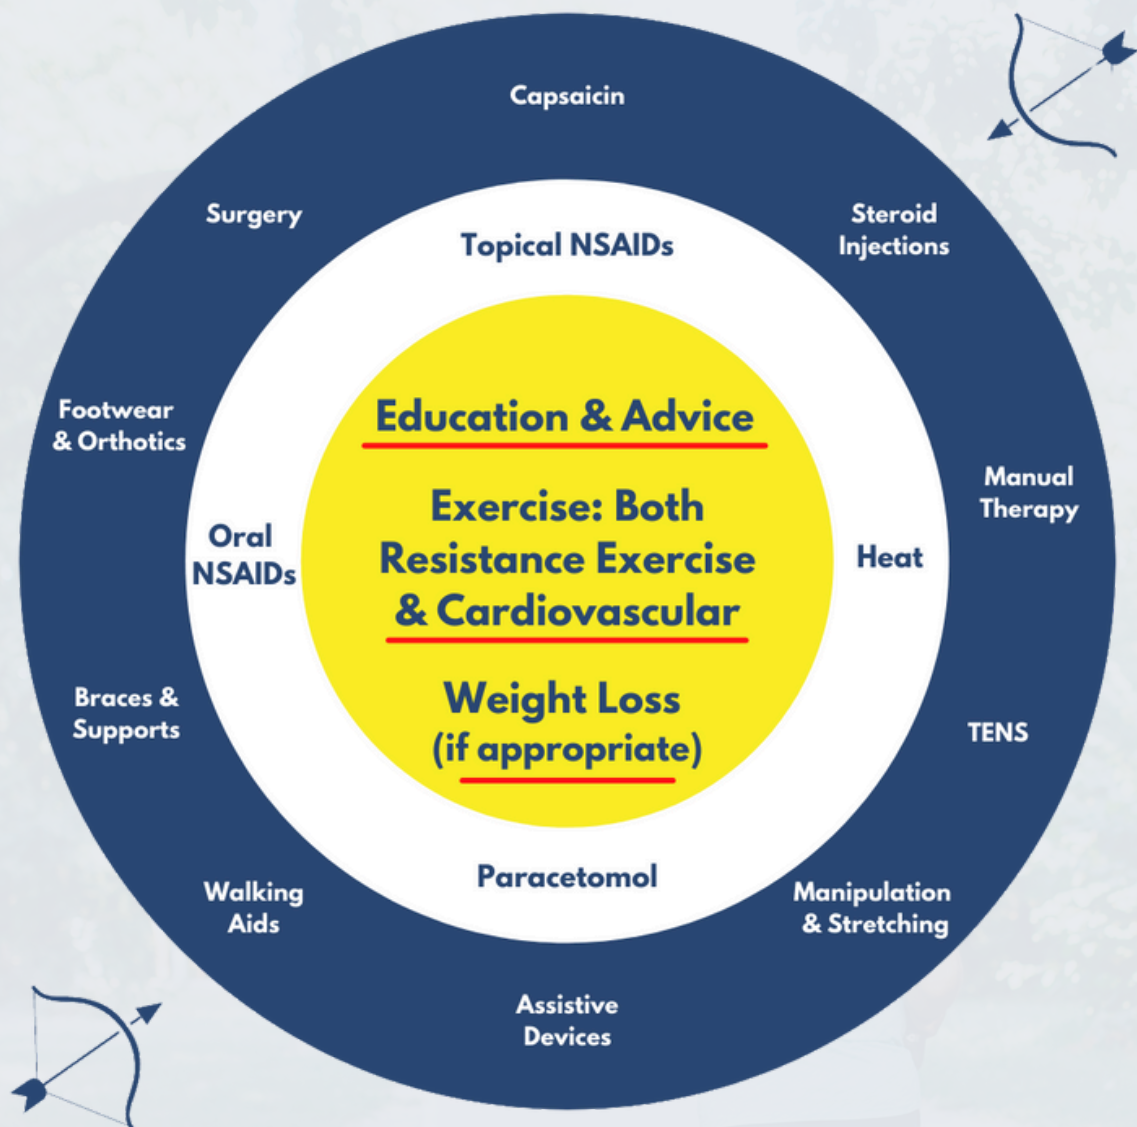 Capsaicin
Surgery
Steroid
Injections
Topical NSAIDs
Footwear
& Orthotics
Education & Advice
Manual
Therapy
Exercise: Both
Resistance Exercise
& Cardiovascular
Oral
NSAIDs
Heat
Weight Loss
(if appropriate)
Braces &
Supports
TENS
Paracetomol
Walking
Aids
Manipulation
& Stretching
Assistive
Devices